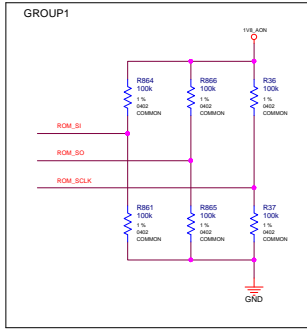 GROUP1
1V8_AON
R864
100k
1 %
0402
COMMON
R866
100k
1 %
0402
COMMON
R36
100k
1 %
0402
COMMON
ROM_SI
ROM_SO
ROM_SCLK
R861
100k
1 %
0402
COMMON
R865
100k
1 %
0402
COMMON
R37
100k
1 %
0402
COMMON
GND